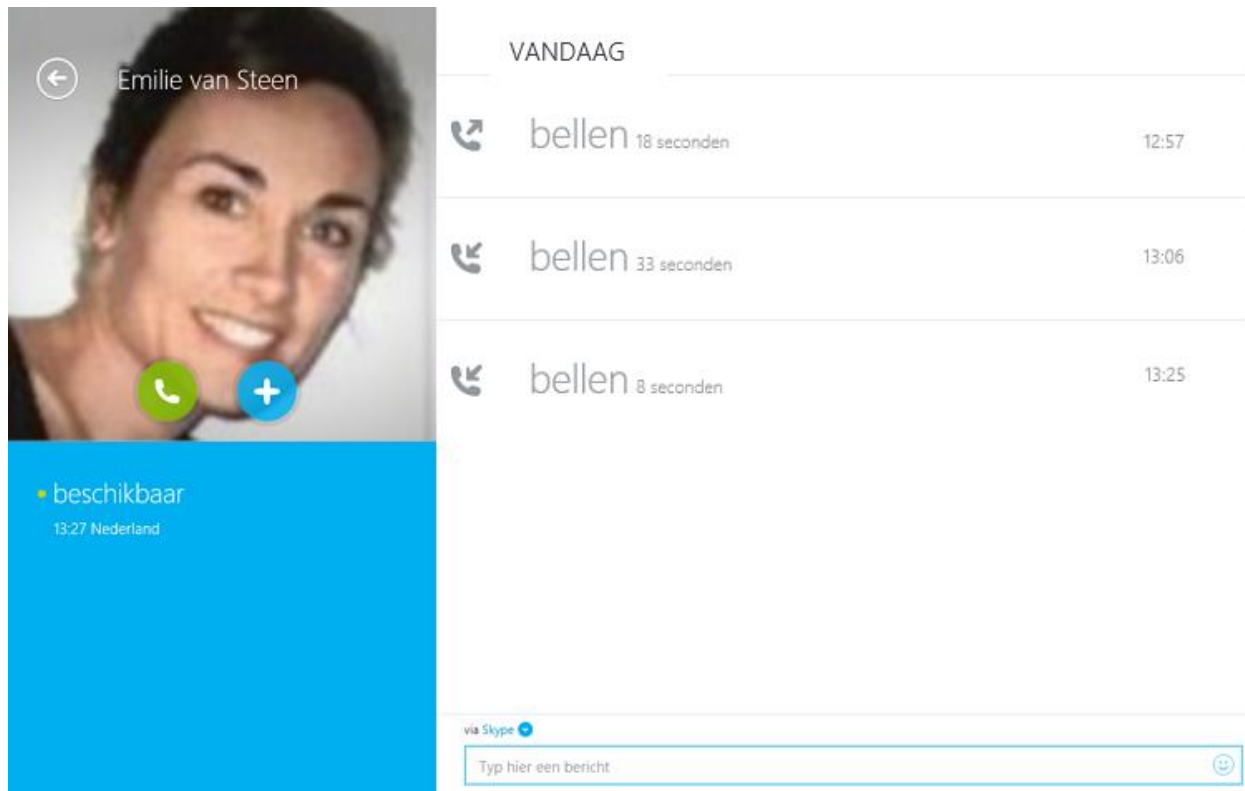 Emilie van Steen
beschikbaar
13:27 Nederland
VANDAAG
bellen 18 seconden 12:57
bellen 33 seconden 13:06
bellen 8 seconden 13:25
via Skype
Typ hier een bericht